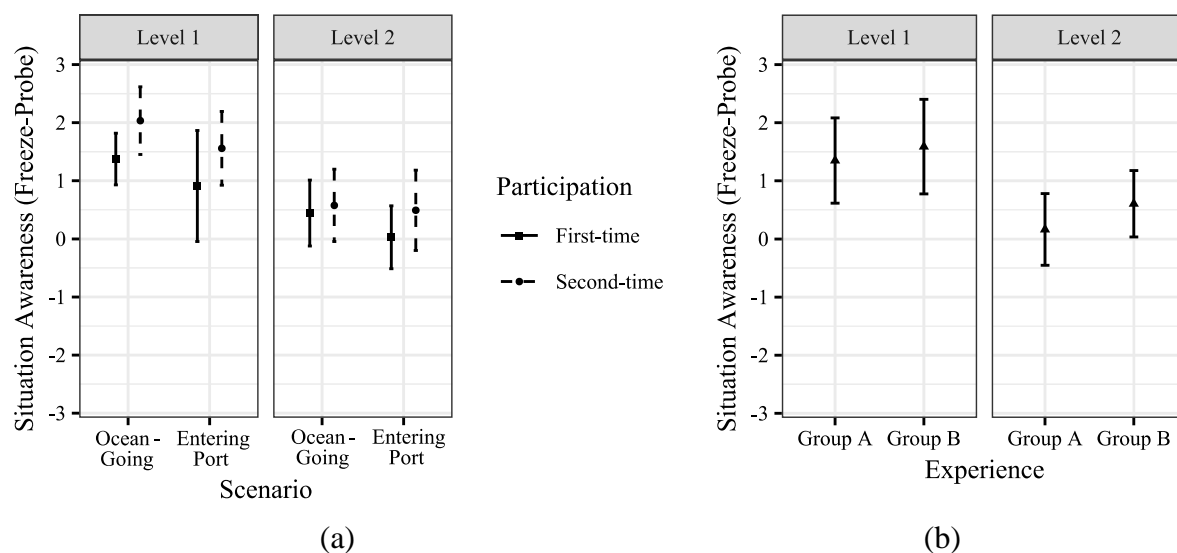 Level 1
Level 2
Situation Awareness (Freeze-Probe)
3
2
1
0
-1
-2
-3
Ocean-
Going
Entering
Port
Ocean-
Going
Entering
Port
Scenario
Participation
First-time
Second-time
(a)
Level 1
Level 2
Situation Awareness (Freeze-Probe)
3
2
1
0
-1
-2
-3
Group A
Group B
Group A
Group B
Experience
(b)